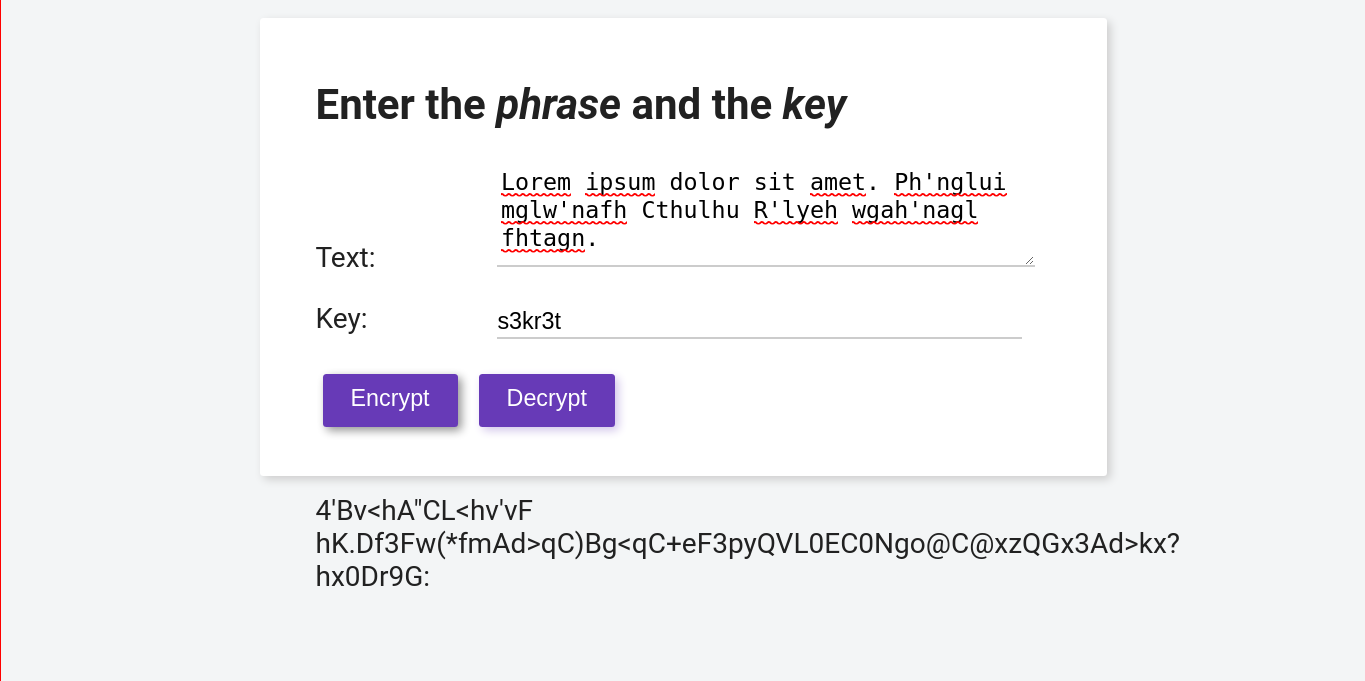 Enter the phrase and the key
Lorem ipsum dolor sit amet. Ph'nglui
mglw'nafh Cthulhu R'lyeh wgah'nagl
fhtagn.
Text:
Key:
s3kr3t
Encrypt
Decrypt
4'Bv<hA"CL<hv'vF
hK.Df3Fw(*fmAd>qC)Bg<qC+eF3pyQVL0EC0Ngo@C@xzQGx3Ad>kx?
hx0Dr9G: